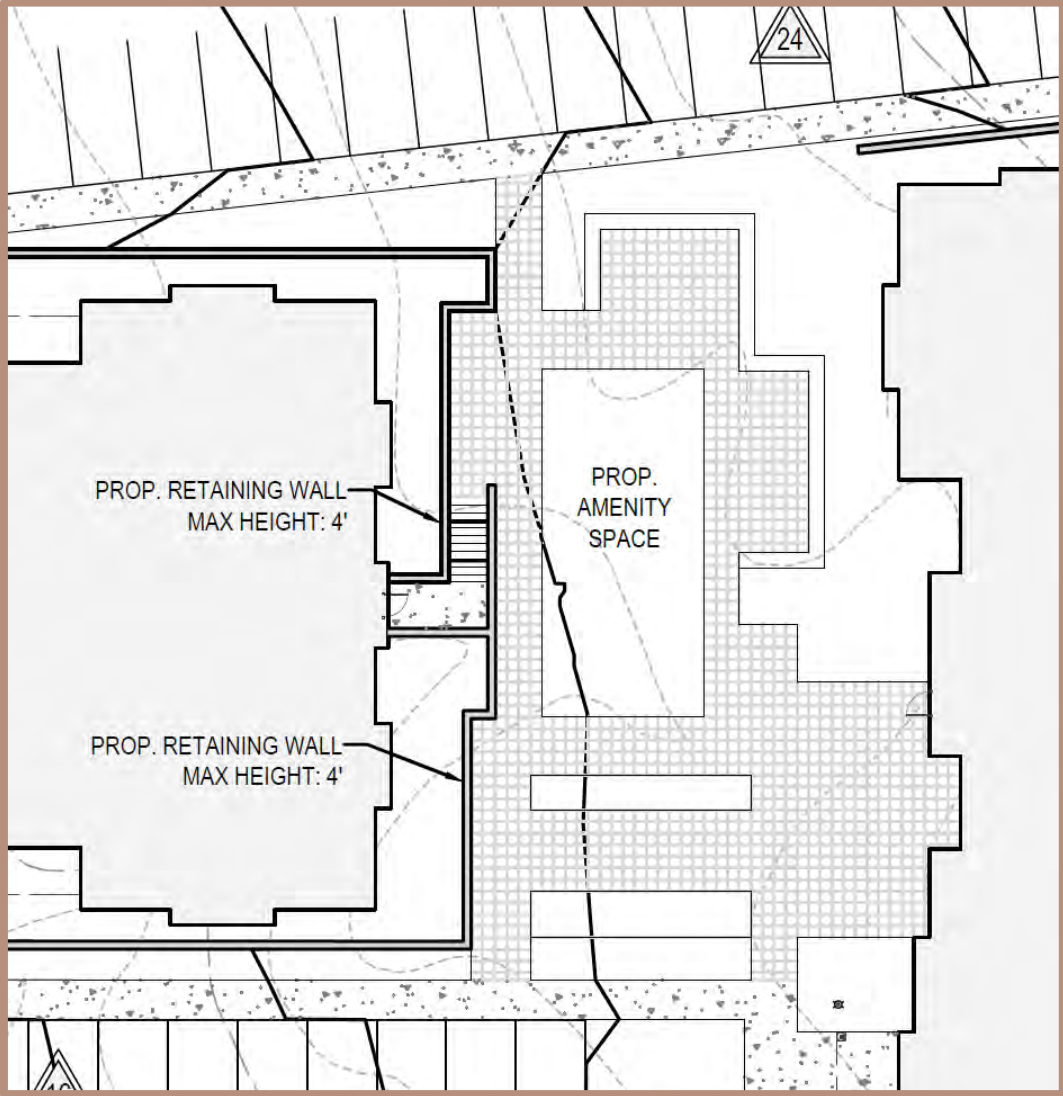 24
PROP. RETAINING WALL
MAX HEIGHT: 4'
PROP.
AMENITY
SPACE
PROP. RETAINING WALL
MAX HEIGHT: 4'